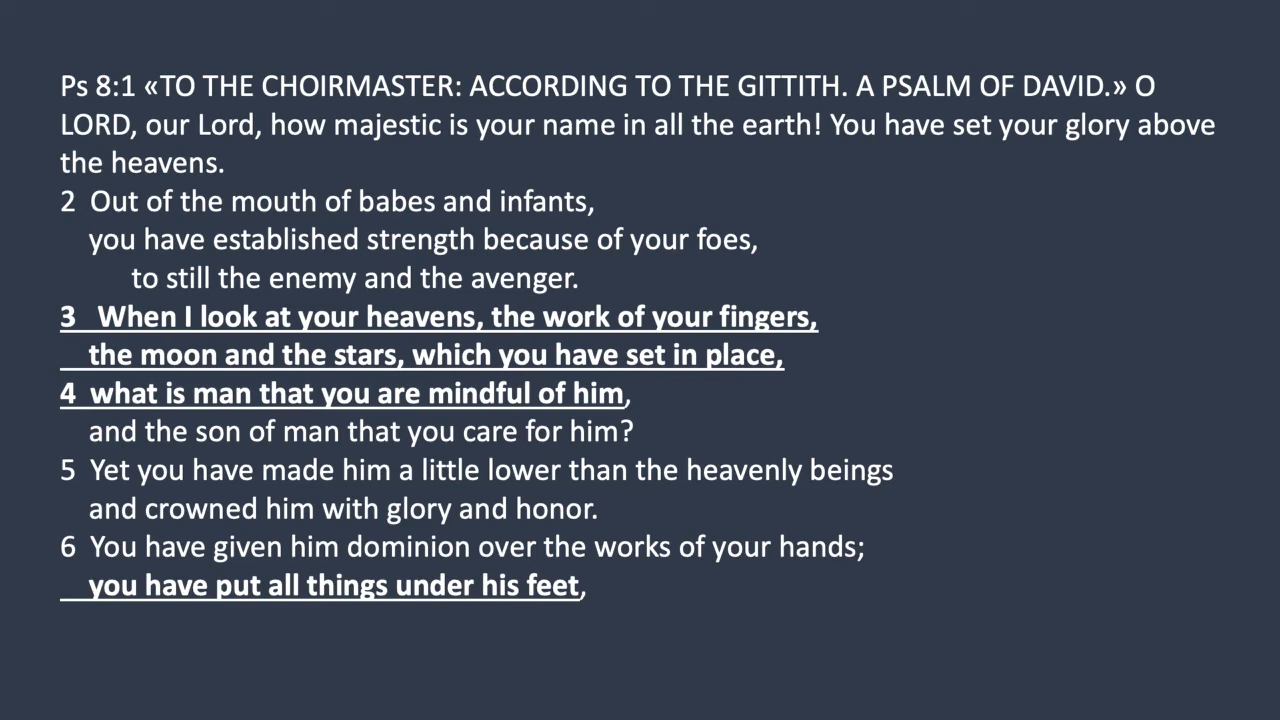 Ps 8:1 «TO THE CHOIRMASTER: ACCORDING TO THE GITTITH. A PSALM OF DAVID.» O
LORD, our Lord, how majestic is your name in all the earth! You have set your glory above
the heavens.
2  Out of the mouth of babes and infants,
you have established strength because of your foes,
to still the enemy and the avenger.
3  When I look at your heavens, the work of your fingers,
the moon and the stars, which you have set in place,
4  what is man that you are mindful of him,
and the son of man that you care for him?
5  Yet you have made him a little lower than the heavenly beings
and crowned him with glory and honor.
6  You have given him dominion over the works of your hands;
you have put all things under his feet,